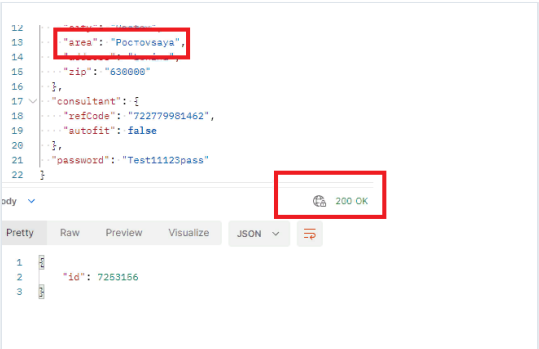 12
13 "area": "Ростоvsaya",
14
15 "zip": "630000"
16 },
17 "consultant": {
18 "refCode": "722779981462",
19 "autofit": false
20 },
21 "password": "Test11123pass"
22 }
ody 200 OK
Pretty Raw Preview Visualize JSON
1 {
2 "id": 7253156
3 }